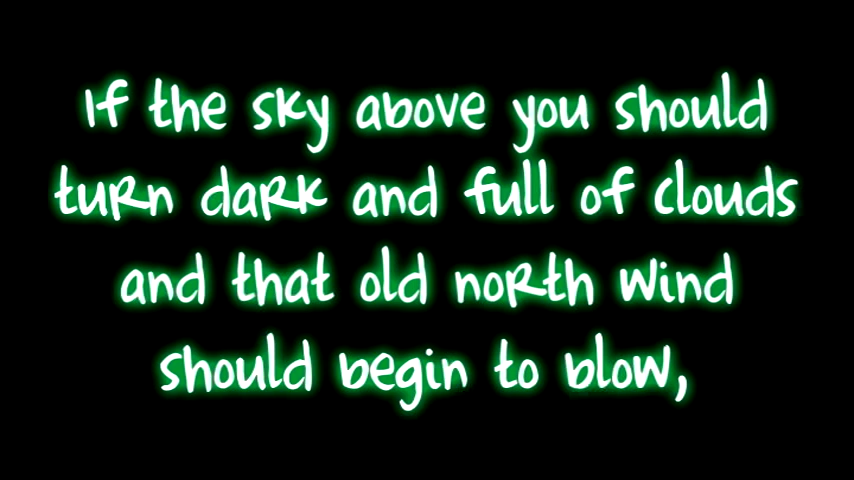 If the sky above you should
turn dark and full of clouds
and that old north wind
should begin to blow,